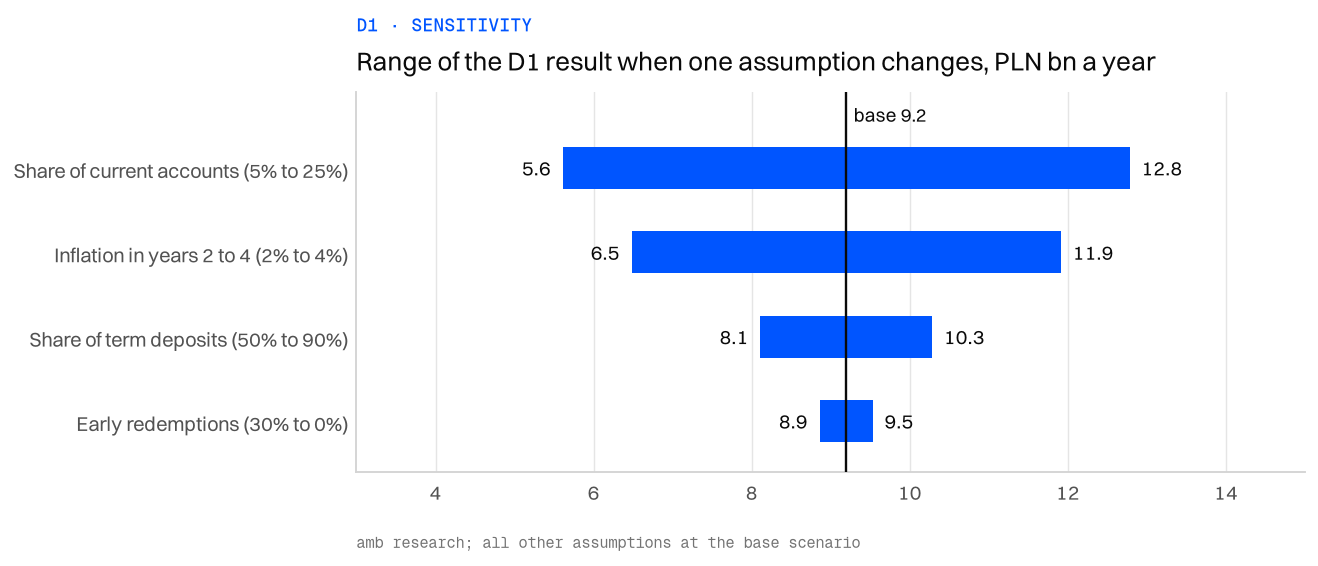 D1 · SENSITIVITY
Range of the D1 result when one assumption changes, PLN bn a year
base 9.2
Share of current accounts (5% to 25%) 5.6 12.8
Inflation in years 2 to 4 (2% to 4%) 6.5 11.9
Share of term deposits (50% to 90%) 8.1 10.3
Early redemptions (30% to 0%) 8.9 9.5
4 6 8 10 12 14
amb research; all other assumptions at the base scenario